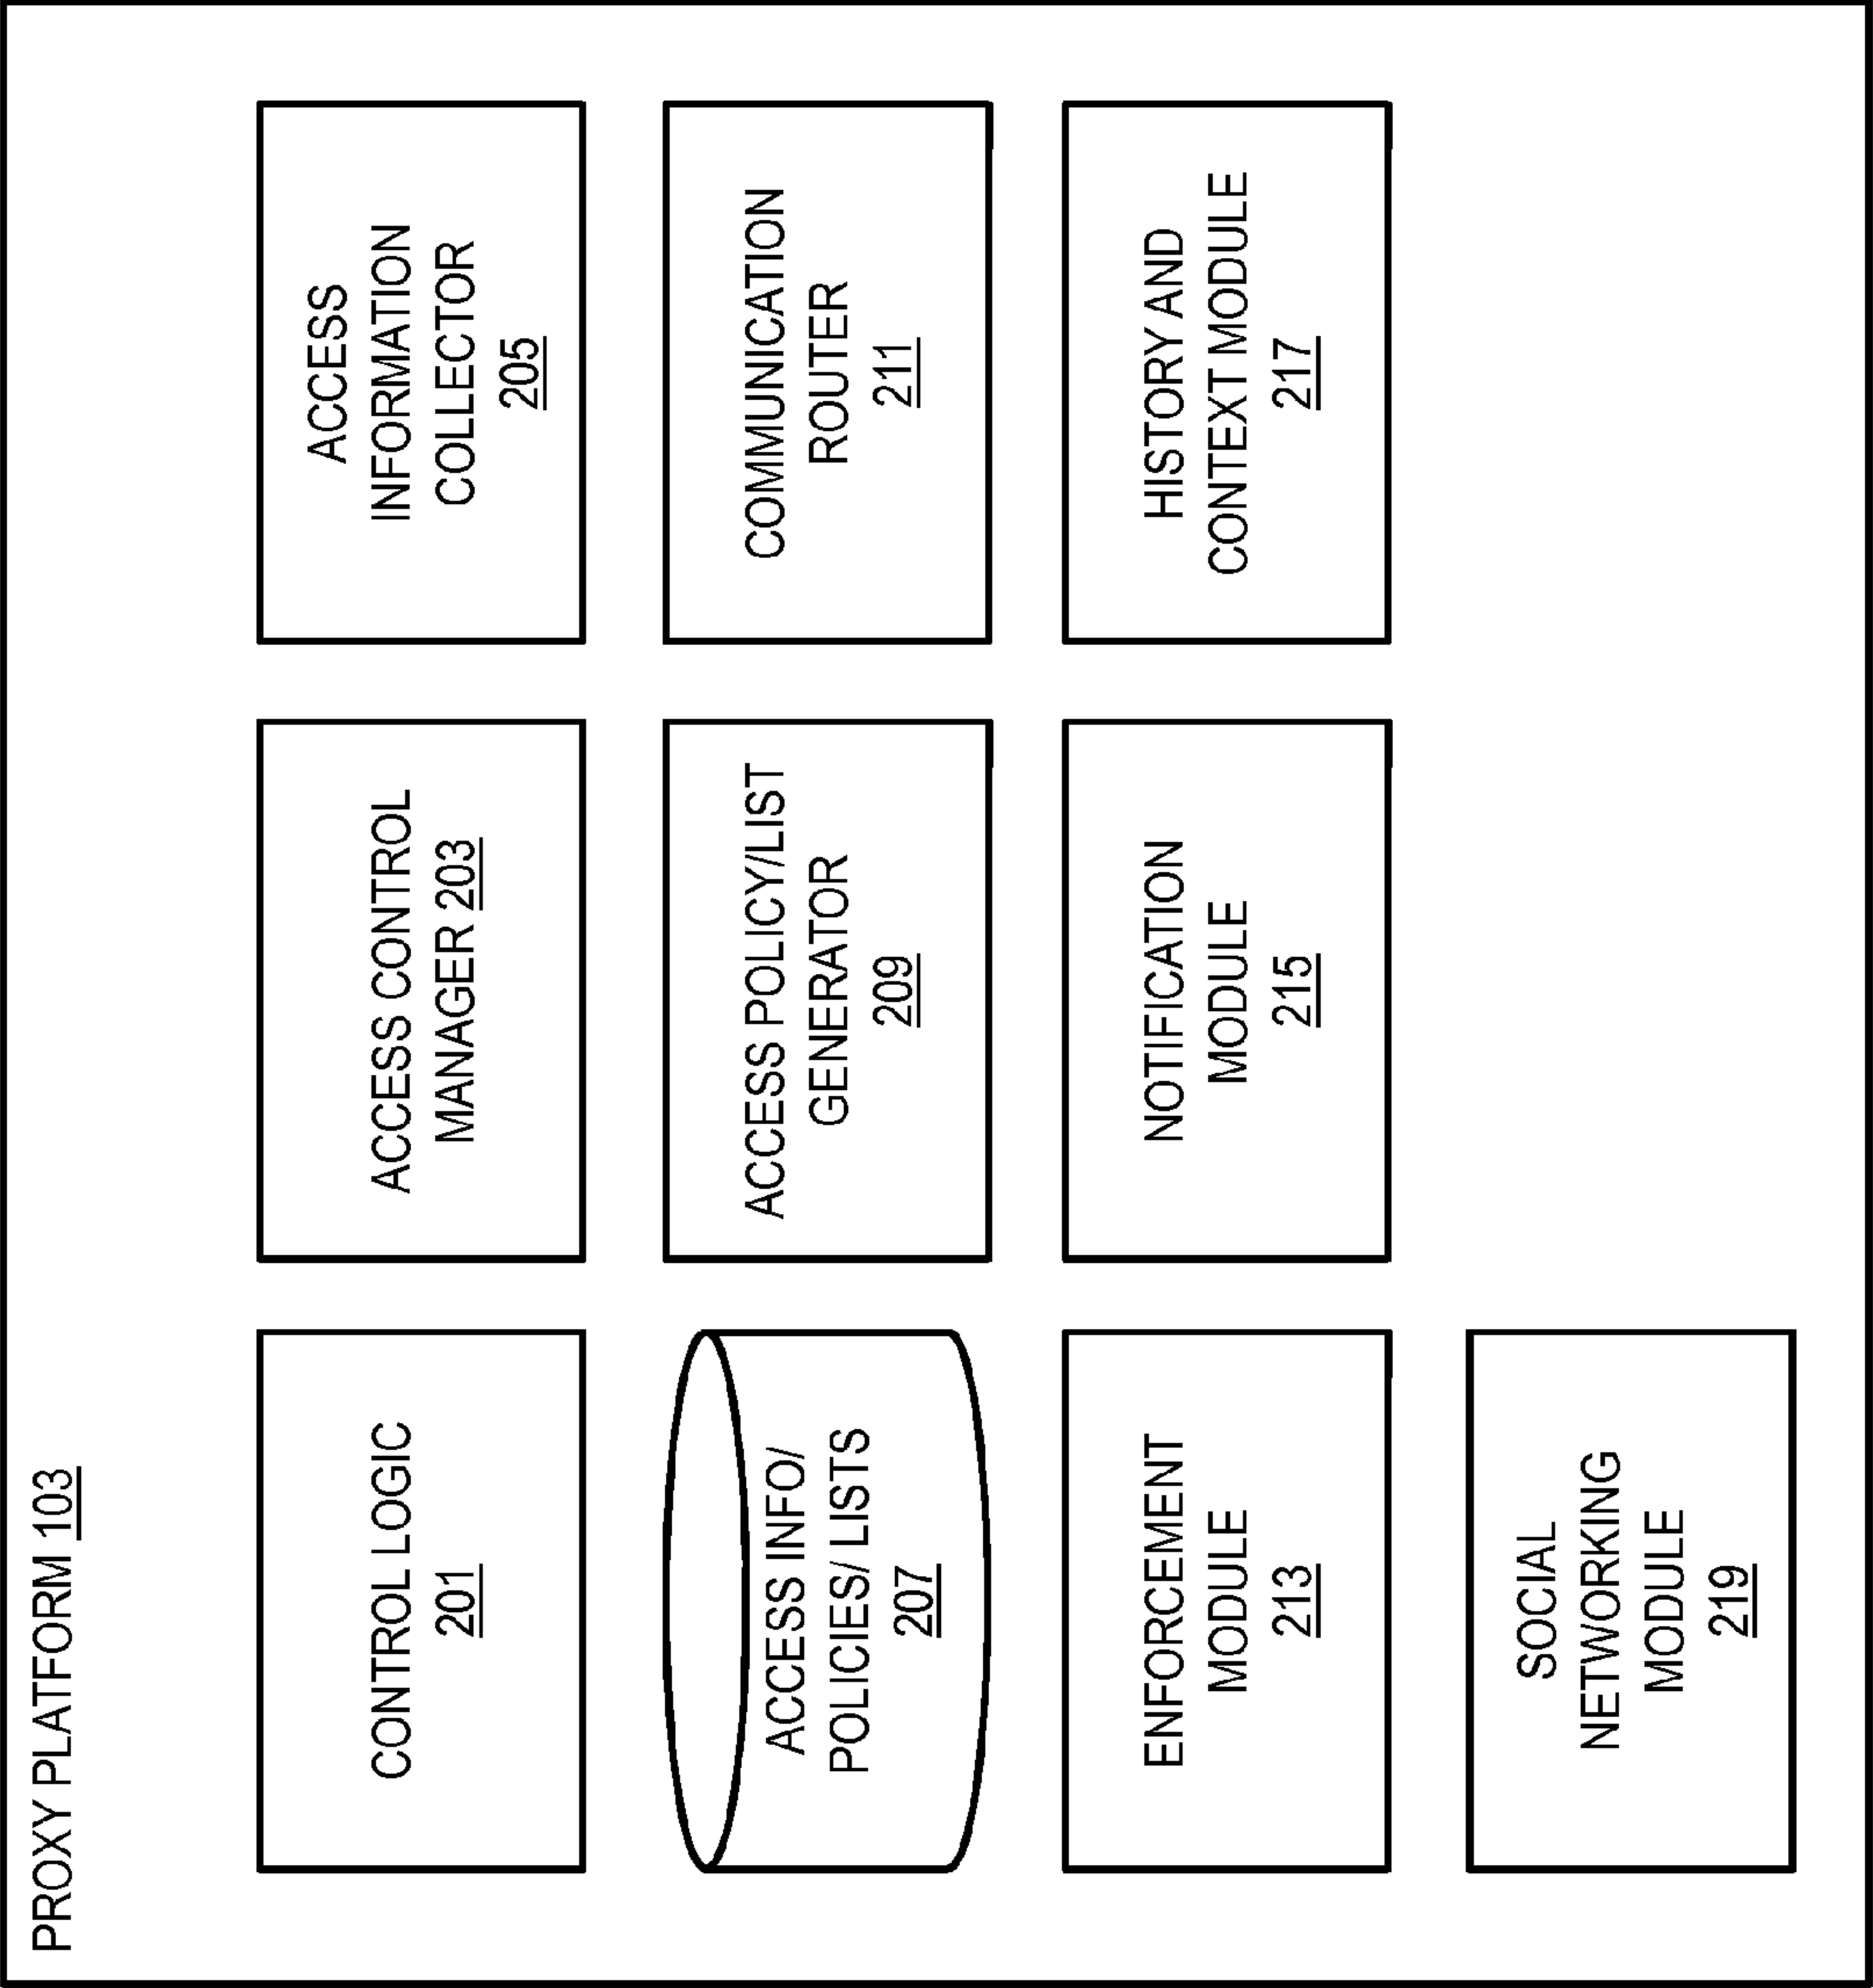 PROXY PLATFORM 103
CONTROL LOGIC
201
ACCESS CONTROL
MANAGER 203
ACCESS
INFORMATION
COLLECTOR
205
ACCESS INFO/
POLICIES/ LISTS
207
ACCESS POLICY/LIST
GENERATOR
209
COMMUNICATION
ROUTER
211
ENFORCEMENT
MODULE
213
NOTIFICATION
MODULE
215
HISTORY AND
CONTEXT MODULE
217
SOCIAL
NETWORKING
MODULE
219